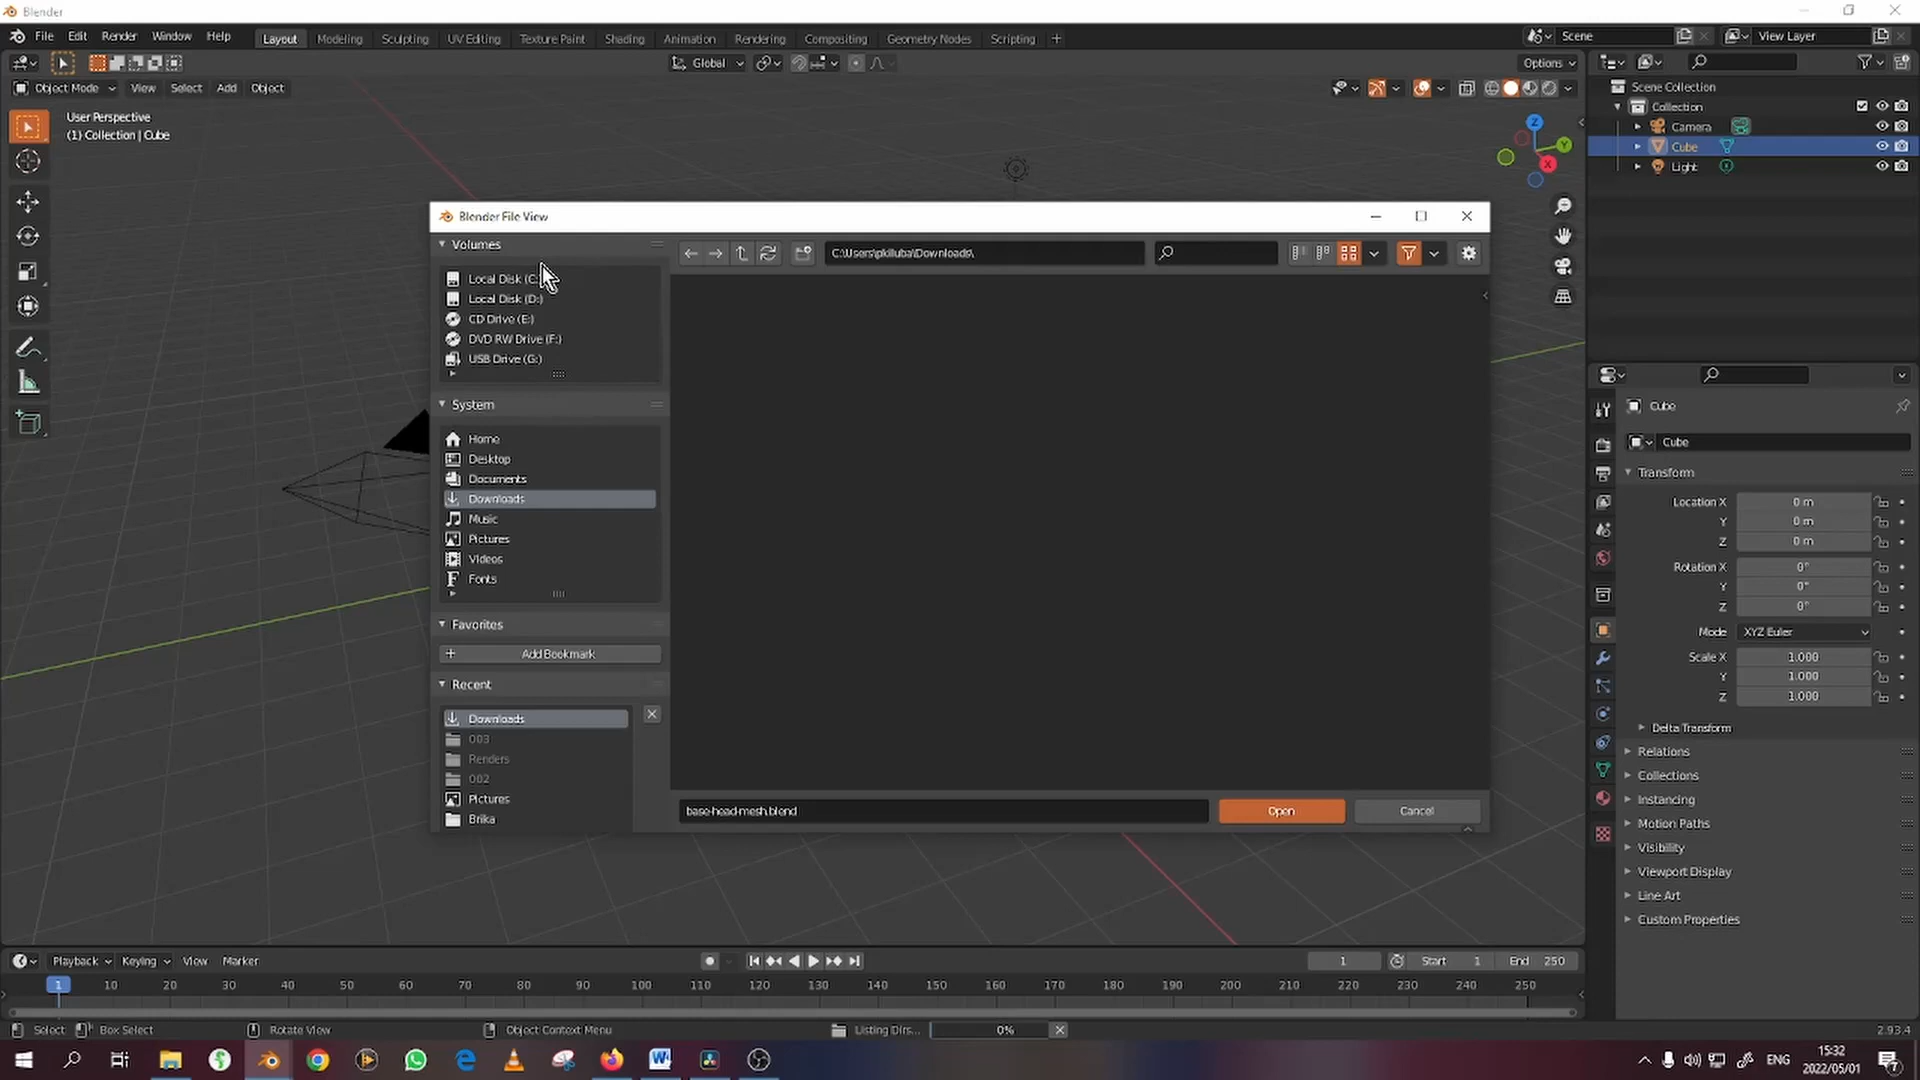 Blender
File Edit Render Window Help Layout Modeling Sculpting UV Editing Texture Paint Shading Animation Rendering Compositing Geometry Nodes Scripting + Scene View Layer
Global Options
Object Mode View Select Add Object
User Perspective
(1) Collection | Cube
Z
Y
X
Scene Collection
Collection
Camera
Cube
Light
Blender File View
Volumes
Local Disk (C:
Local Disk (D:)
CD Drive (E:)
DVD RW Drive (F:)
USB Drive (G:)
System
Home
Desktop
Documents
Downloads
Music
Pictures
Videos
Fonts
Favorites
+ Add Bookmark
Recent
Downloads
003
Renders
002
Pictures
Brika
C:\Users\pkiluba\Downloads\
base-head-mesh.blend Open Cancel
Cube
Cube
Transform
Location X 0 m
Y 0 m
Z 0 m
Rotation X 0°
Y 0°
Z 0°
Mode XYZ Euler
Scale X 1.000
Y 1.000
Z 1.000
Delta Transform
Relations
Collections
Instancing
Motion Paths
Visibility
Viewport Display
Line Art
Custom Properties
Playback Keying View Marker 1 Start 1 End 250
1 10 20 30 40 50 60 70 80 90 100 110 120 130 140 150 160 170 180 190 200 210 220 230 240 250
Select Box Select Rotate View Object Context Menu Listing Dirs... 0% 2.93.4
ENG
15:32
2022/05/01
7